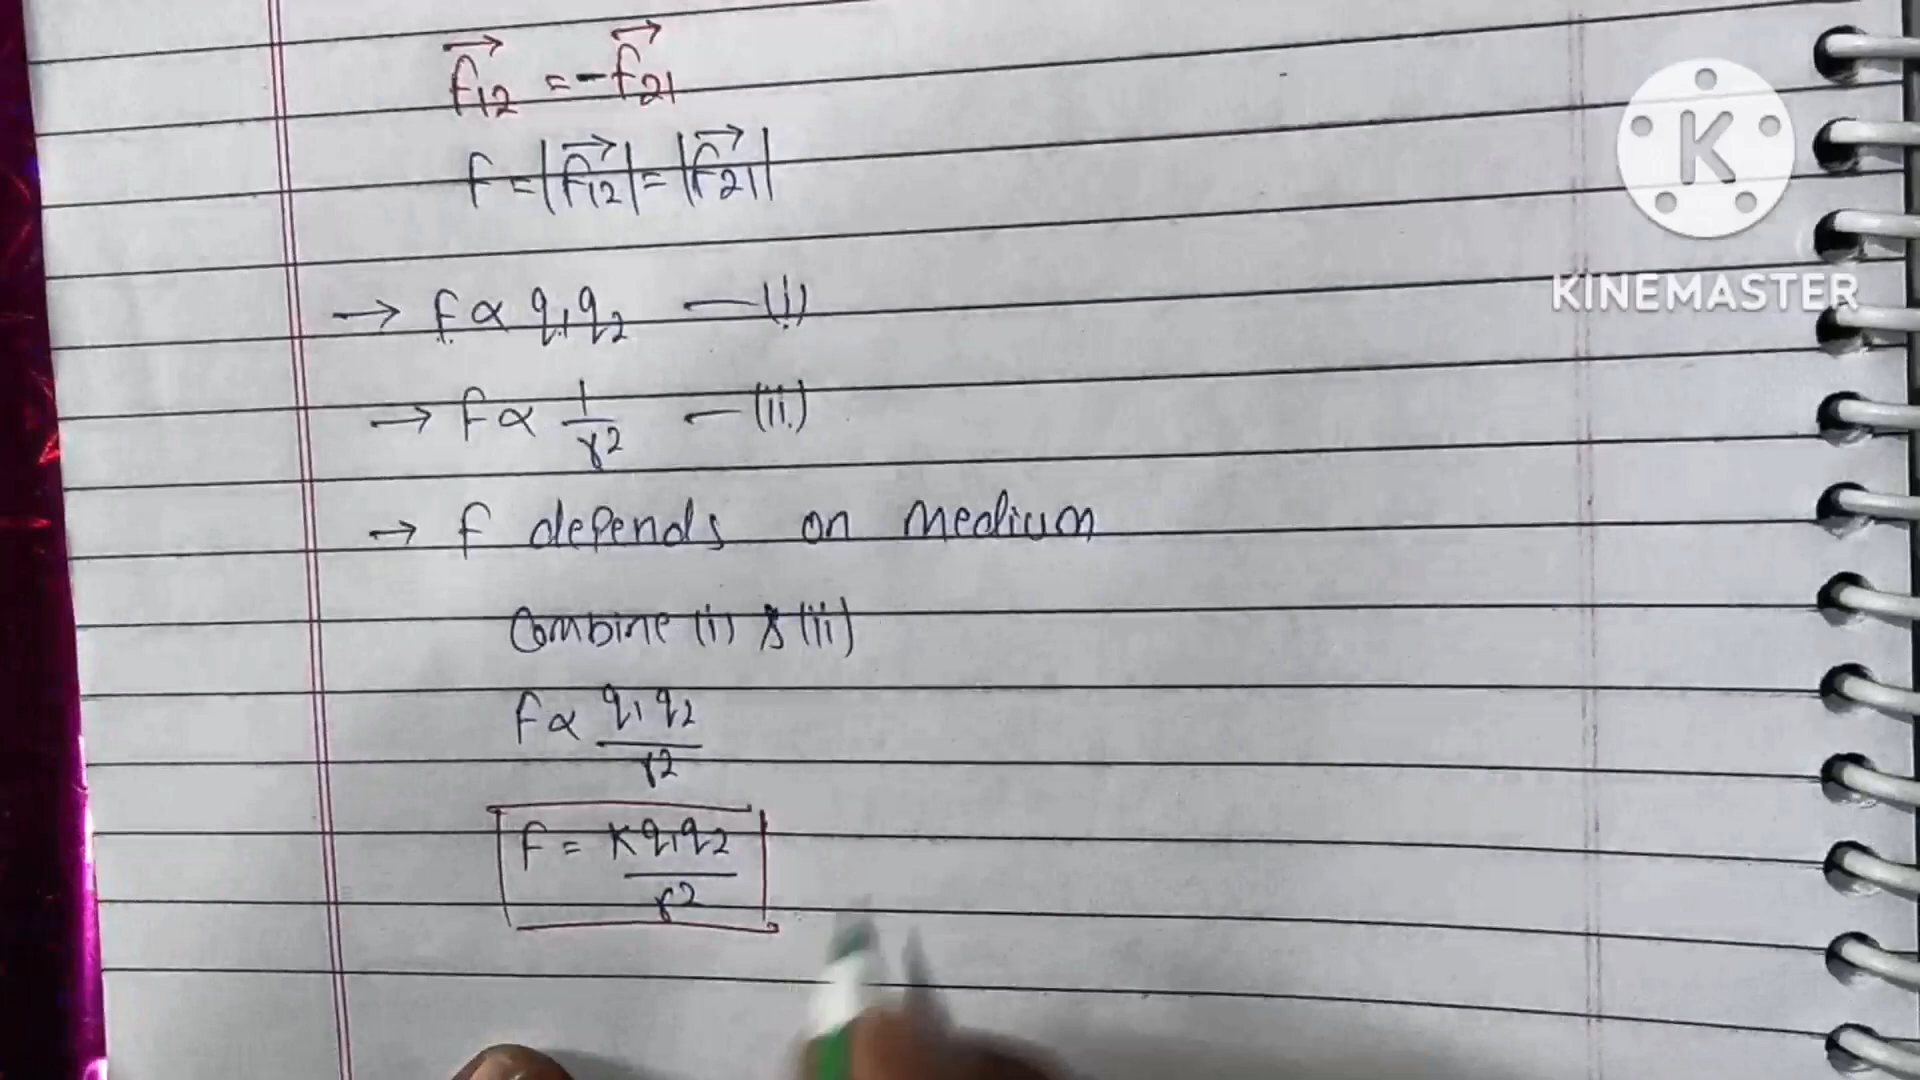 →f₁₂ = -→f₂₁
f = |→f₁₂| = |→f₂₁|
→ f ∝ q₁q₂ — (i)
→ f ∝ 1/r² — (ii)
→ f depends on medium
Combine (i) & (ii)
f ∝ q₁q₂/r²
f = Kq₁q₂/r²
K
KINEMASTER